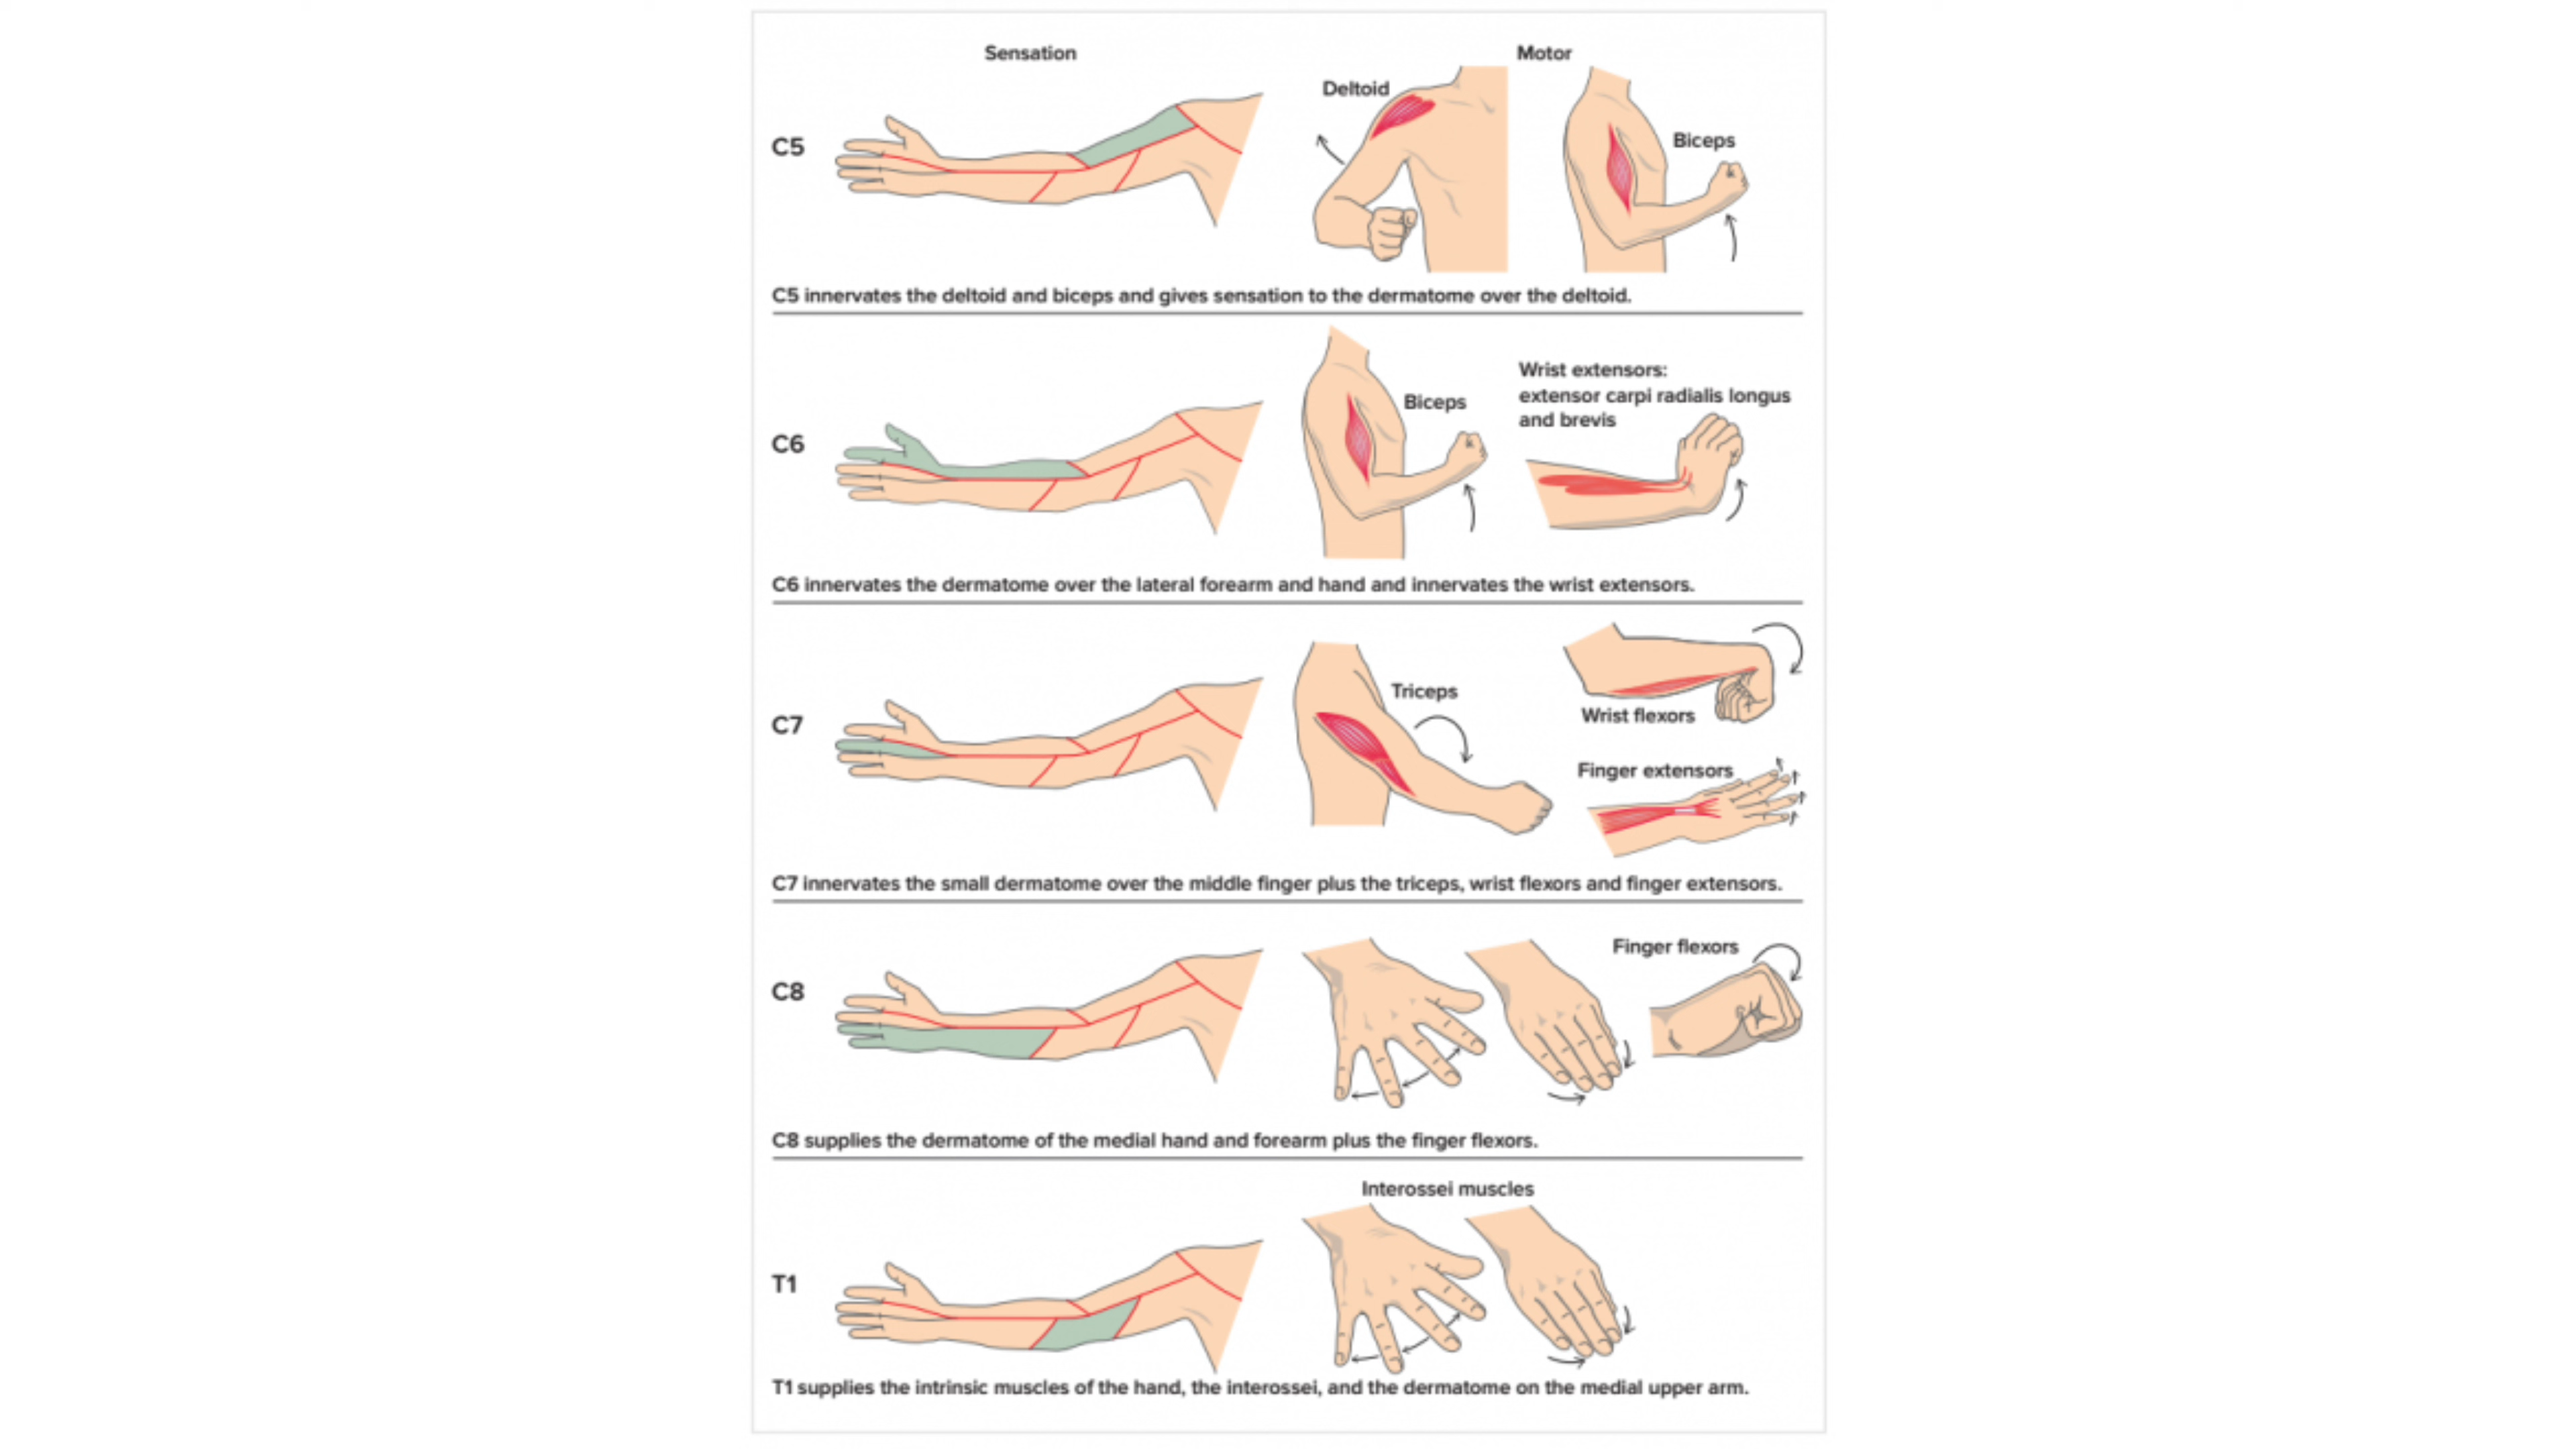 Sensation
Motor
C5
Deltoid
Biceps
C5 innervates the deltoid and biceps and gives sensation to the dermatome over the deltoid.
C6
Biceps
Wrist extensors:
extensor carpi radialis longus
and brevis
C6 innervates the dermatome over the lateral forearm and hand and innervates the wrist extensors.
C7
Triceps
Wrist flexors
Finger extensors
C7 innervates the small dermatome over the middle finger plus the triceps, wrist flexors and finger extensors.
C8
Finger flexors
C8 supplies the dermatome of the medial hand and forearm plus the finger flexors.
T1
Interossei muscles
T1 supplies the intrinsic muscles of the hand, the interossei, and the dermatome on the medial upper arm.